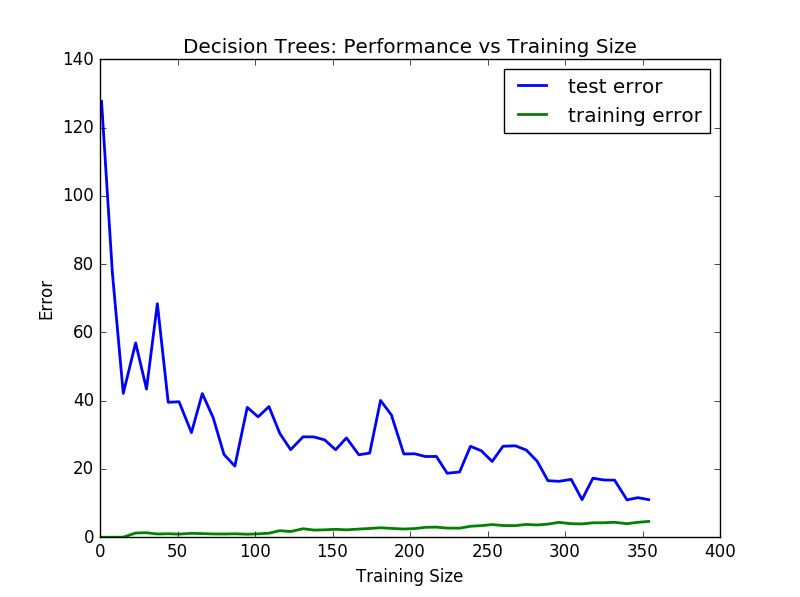 Decision Trees: Performance vs Training Size
140
120
100
80
60
40
20
0
Error
test error
training error
0 50 100 150 200 250 300 350 400
Training Size